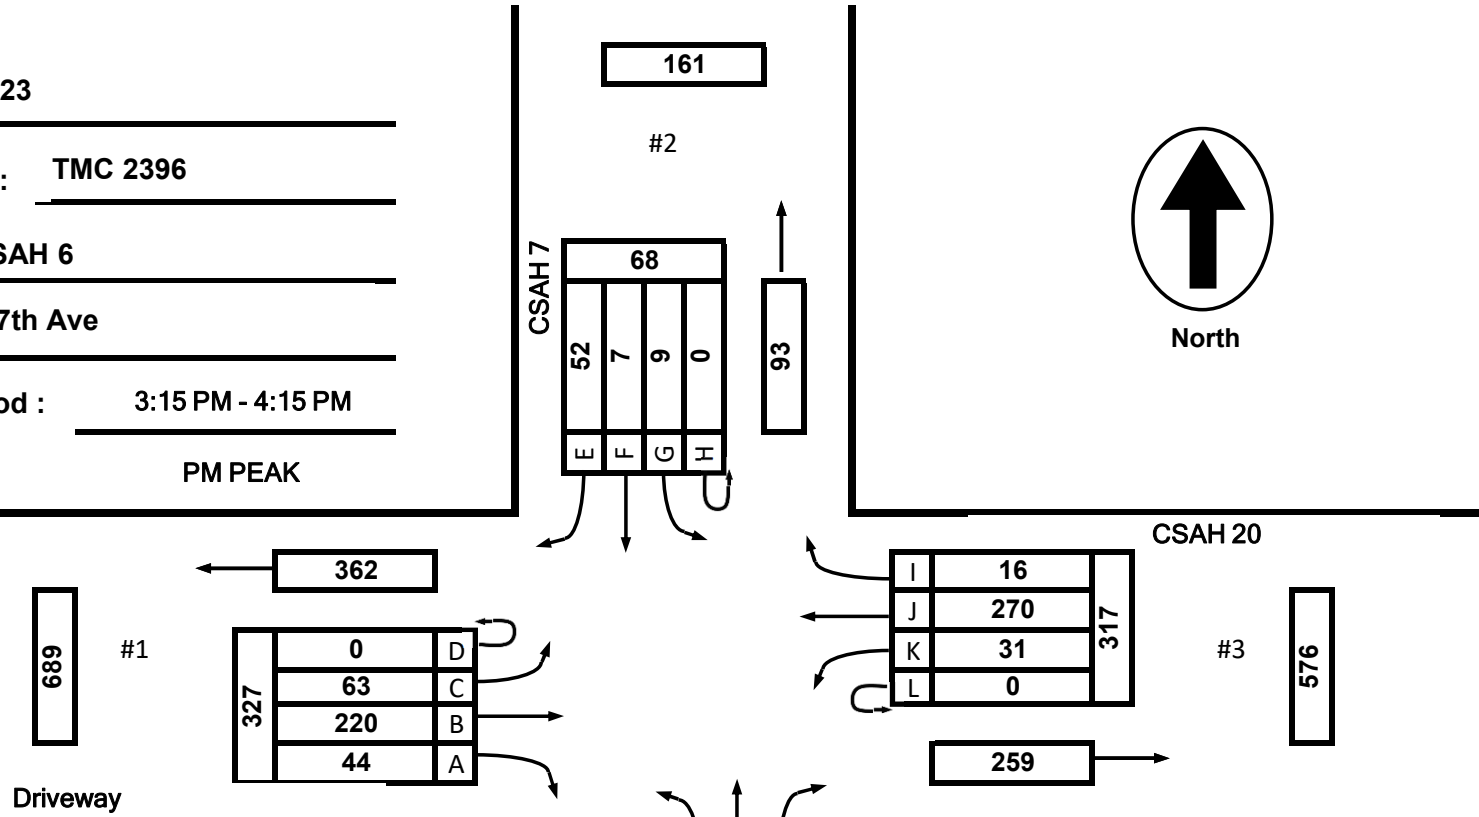 161
23
#2
: TMC 2396
SAH 6
CSAH 7
68
7th Ave
52 7 9 0
93
North
od : 3:15 PM - 4:15 PM
E F G H
PM PEAK
CSAH 20
362
I 16
J 270
K 31
L 0
317
#1
#3
689
576
0 D
63 C
220 B
44 A
327
259
Driveway